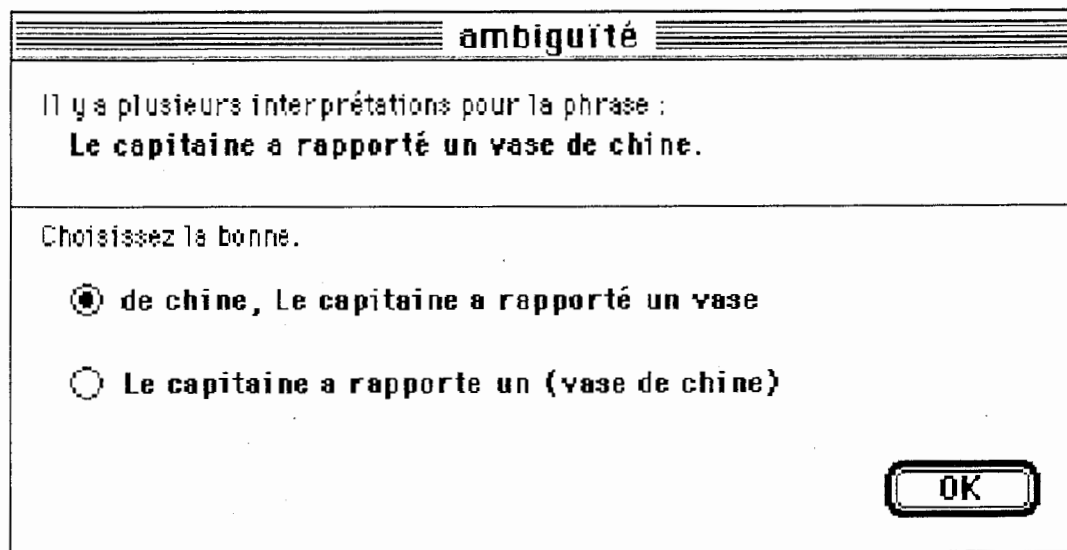 ambiguïté
Il y a plusieurs interprétations pour la phrase :
Le capitaine a rapporté un vase de chine.
Choisissez la bonne.
de chine, Le capitaine a rapporté un vase
Le capitaine a rapporte un (vase de chine)
OK